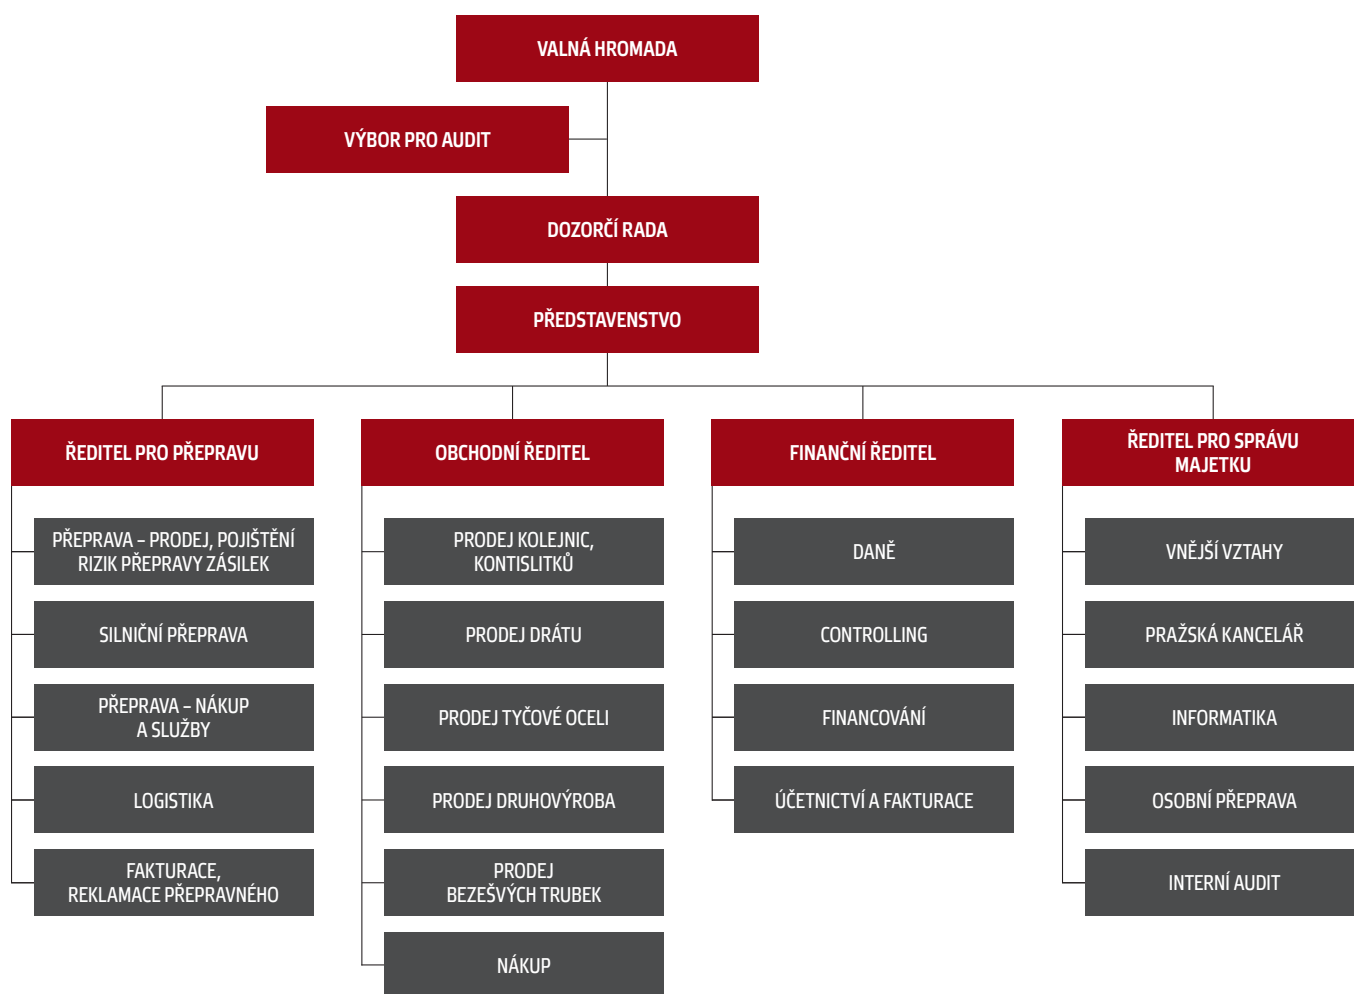 VALNÁ HROMADA
VÝBOR PRO AUDIT
DOZORČÍ RADA
PŘEDSTAVENSTVO
ŘEDITEL PRO PŘEPRAVU
PŘEPRAVA – PRODEJ, POJIŠTĚNÍ
RIZIK PŘEPRAVY ZÁSILEK
SILNIČNÍ PŘEPRAVA
PŘEPRAVA – NÁKUP
A SLUŽBY
LOGISTIKA
FAKTURACE,
REKLAMACE PŘEPRAVNÉHO
OBCHODNÍ ŘEDITEL
PRODEJ KOLEJNIC,
KONTISLITKŮ
PRODEJ DRÁTU
PRODEJ TYČOVÉ OCELI
PRODEJ DRUHOVÝROBA
PRODEJ
BEZEŠVÝCH TRUBEK
NÁKUP
FINANČNÍ ŘEDITEL
DANĚ
CONTROLLING
FINANCOVÁNÍ
ÚČETNICTVÍ A FAKTURACE
ŘEDITEL PRO SPRÁVU
MAJETKU
VNĚJŠÍ VZTAHY
PRAŽSKÁ KANCELÁŘ
INFORMATIKA
OSOBNÍ PŘEPRAVA
INTERNÍ AUDIT